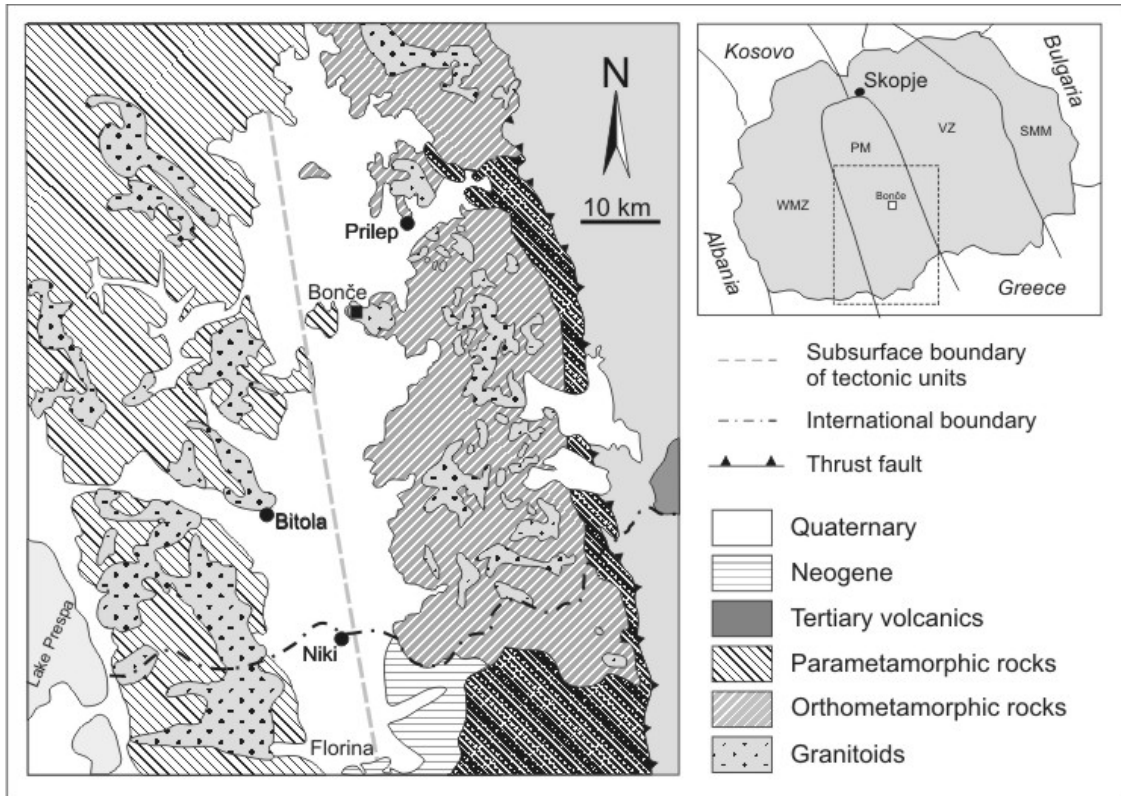 N
10 km
Prilep
Bonče
Bitola
Lake Prespa
Niki
Florina
Kosovo
Bulgaria
Skopje
VZ
SMM
PM
Bonče
WMZ
Albania
Greece
Subsurface boundary
of tectonic units
International boundary
Thrust fault
Quaternary
Neogene
Tertiary volcanics
Parametamorphic rocks
Orthometamorphic rocks
Granitoids